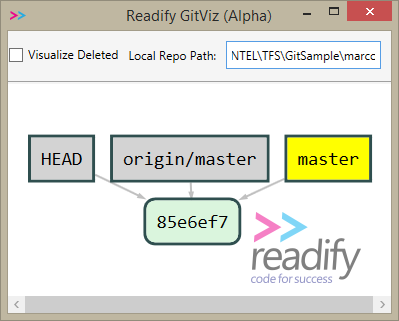 Readify GitViz (Alpha)
Visualize Deleted Local Repo Path: NTEL\TFS\GitSample\marcc
HEAD origin/master master
85e6ef7
readify
code for success